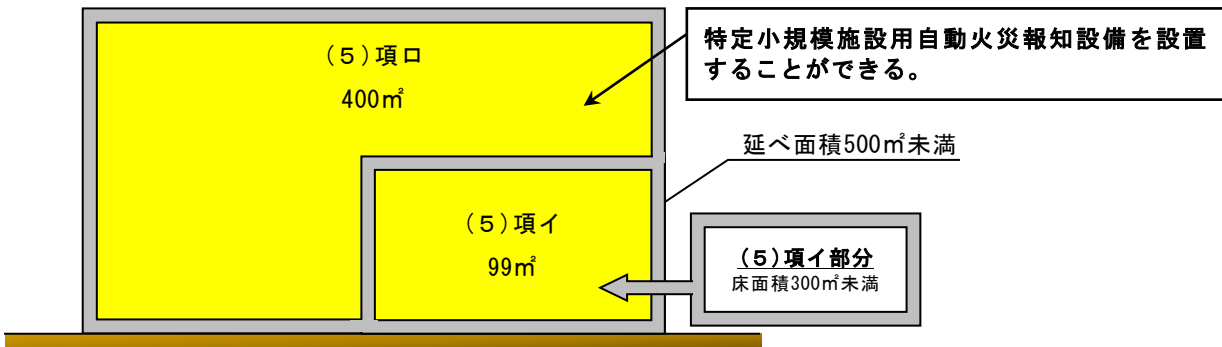 (5)項ロ
400㎡
特定小規模施設用自動火災報知設備を設置
することができる。
延べ面積500㎡未満
(5)項イ
99㎡
(5)項イ部分
床面積300㎡未満